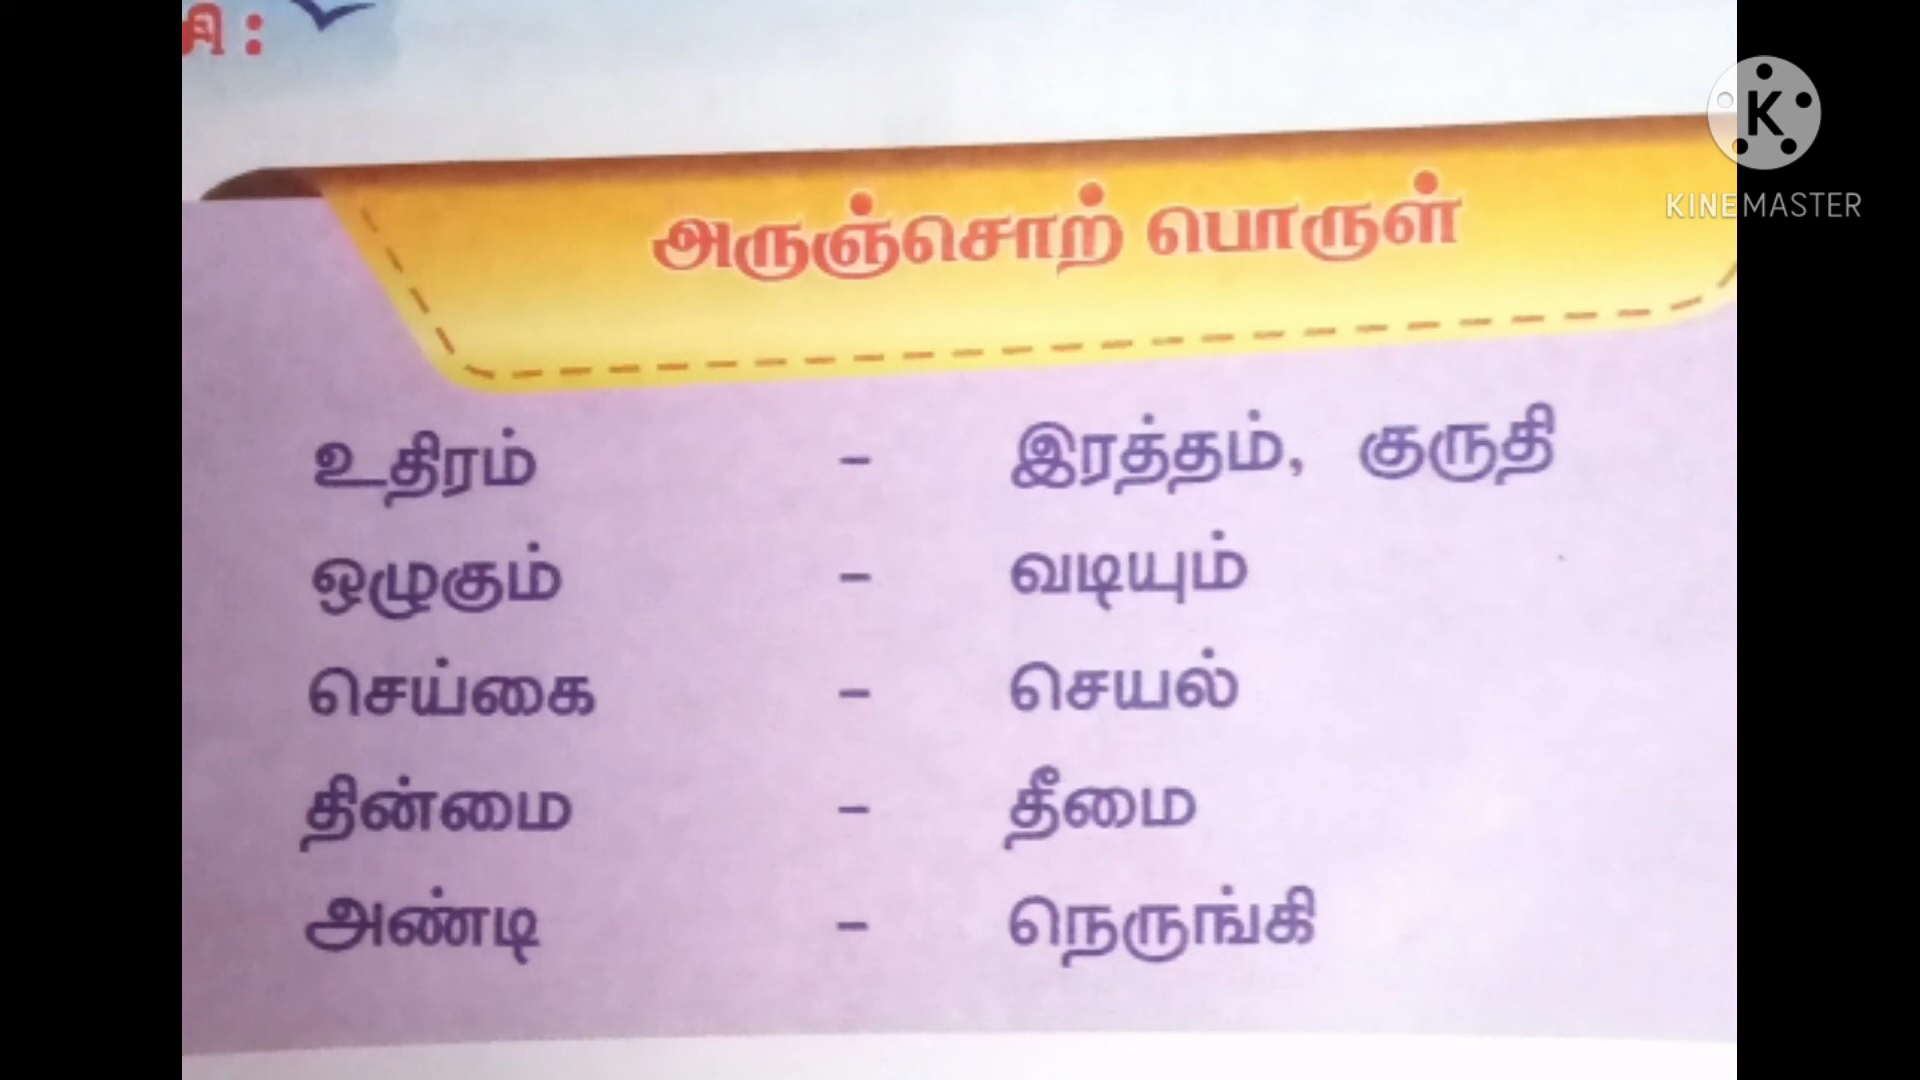 அருஞ்சொற் பொருள்
உதிரம் - இரத்தம், குருதி
ஒழுகும் - வடியும்
செய்கை - செயல்
தின்மை - தீமை
அண்டி - நெருங்கி
KINEMASTER